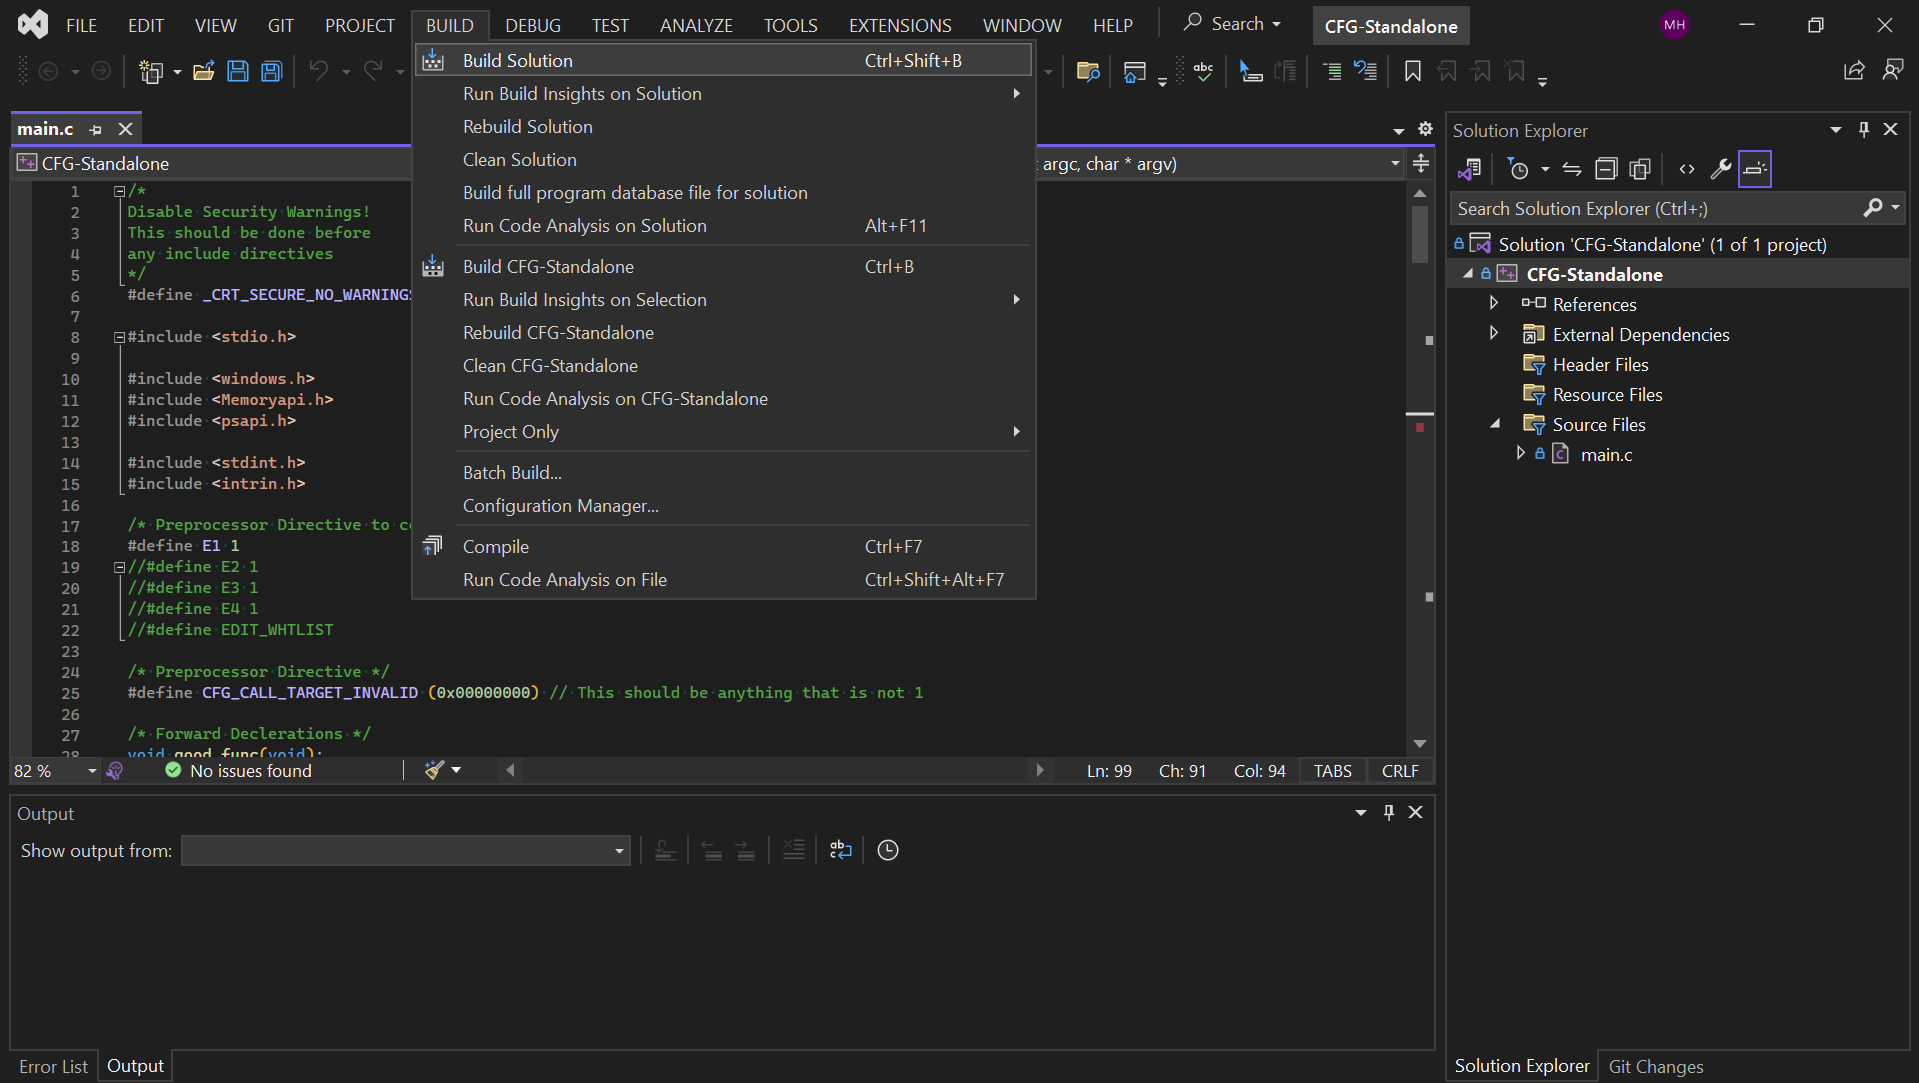 FILE EDIT VIEW GIT PROJECT BUILD DEBUG TEST ANALYZE TOOLS EXTENSIONS WINDOW HELP Search CFG-Standalone MH
Build Solution Ctrl+Shift+B
Run Build Insights on Solution
Rebuild Solution
Clean Solution
Build full program database file for solution
Run Code Analysis on Solution Alt+F11
Build CFG-Standalone Ctrl+B
Run Build Insights on Selection
Rebuild CFG-Standalone
Clean CFG-Standalone
Run Code Analysis on CFG-Standalone
Project Only
Batch Build...
Configuration Manager...
Compile Ctrl+F7
Run Code Analysis on File Ctrl+Shift+Alt+F7
abc
main.c
CFG-Standalone
argc, char * argv)
1 /*
2 Disable Security Warnings!
3 This should be done before
4 any include directives
5 */
6 #define _CRT_SECURE_NO_WARNINGS
7
8 #include <stdio.h>
9
10 #include <windows.h>
11 #include <Memoryapi.h>
12 #include <psapi.h>
13
14 #include <stdint.h>
15 #include <intrin.h>
16
17 /* Preprocessor Directive to
18 #define E1 1
19 //#define E2 1
20 //#define E3 1
21 //#define E4 1
22 //#define EDIT_WHTLIST
23
24 /* Preprocessor Directive */
25 #define CFG_CALL_TARGET_INVALID (0x00000000) // This should be anything that is not 1
26
27 /* Forward Declerations */
28 void good_func(void);
82 % No issues found Ln: 99 Ch: 91 Col: 94 TABS CRLF
Output
Show output from:
Error List Output
Solution Explorer
Search Solution Explorer (Ctrl+;)
Solution 'CFG-Standalone' (1 of 1 project)
CFG-Standalone
References
External Dependencies
Header Files
Resource Files
Source Files
main.c
Solution Explorer Git Changes